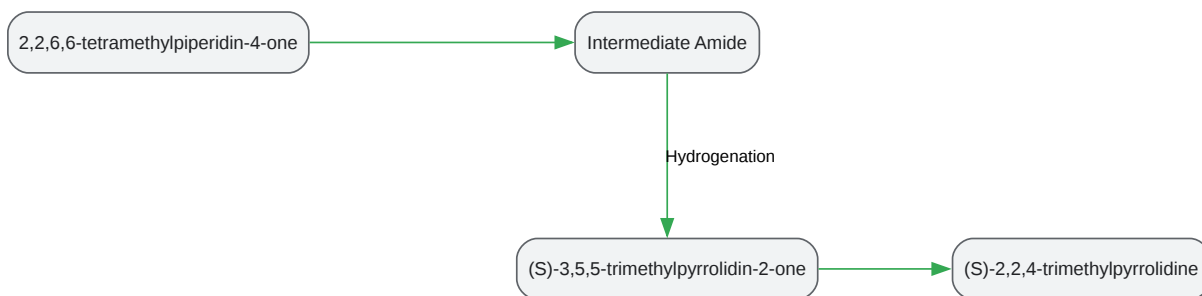 2,2,6,6-tetramethylpiperidin-4-one
Intermediate Amide
Hydrogenation
(S)-3,5,5-trimethylpyrrolidin-2-one
(S)-2,2,4-trimethylpyrrolidine